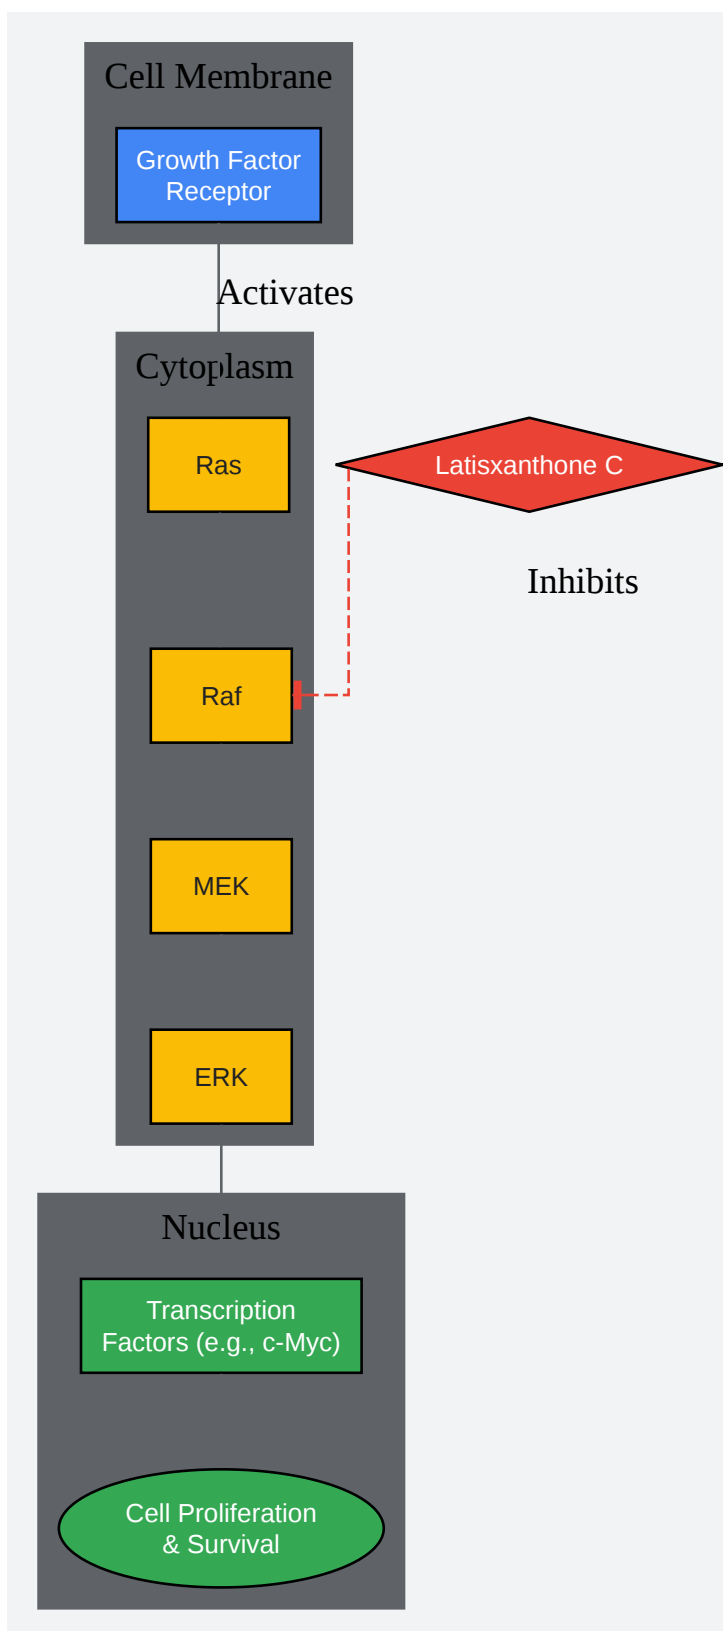 Cell Membrane
Growth Factor
Receptor
Activates
Cytoplasm
Ras
Latisxanthone C
Inhibits
Raf
MEK
ERK
Nucleus
Transcription
Factors (e.g., c-Myc)
Cell Proliferation
& Survival